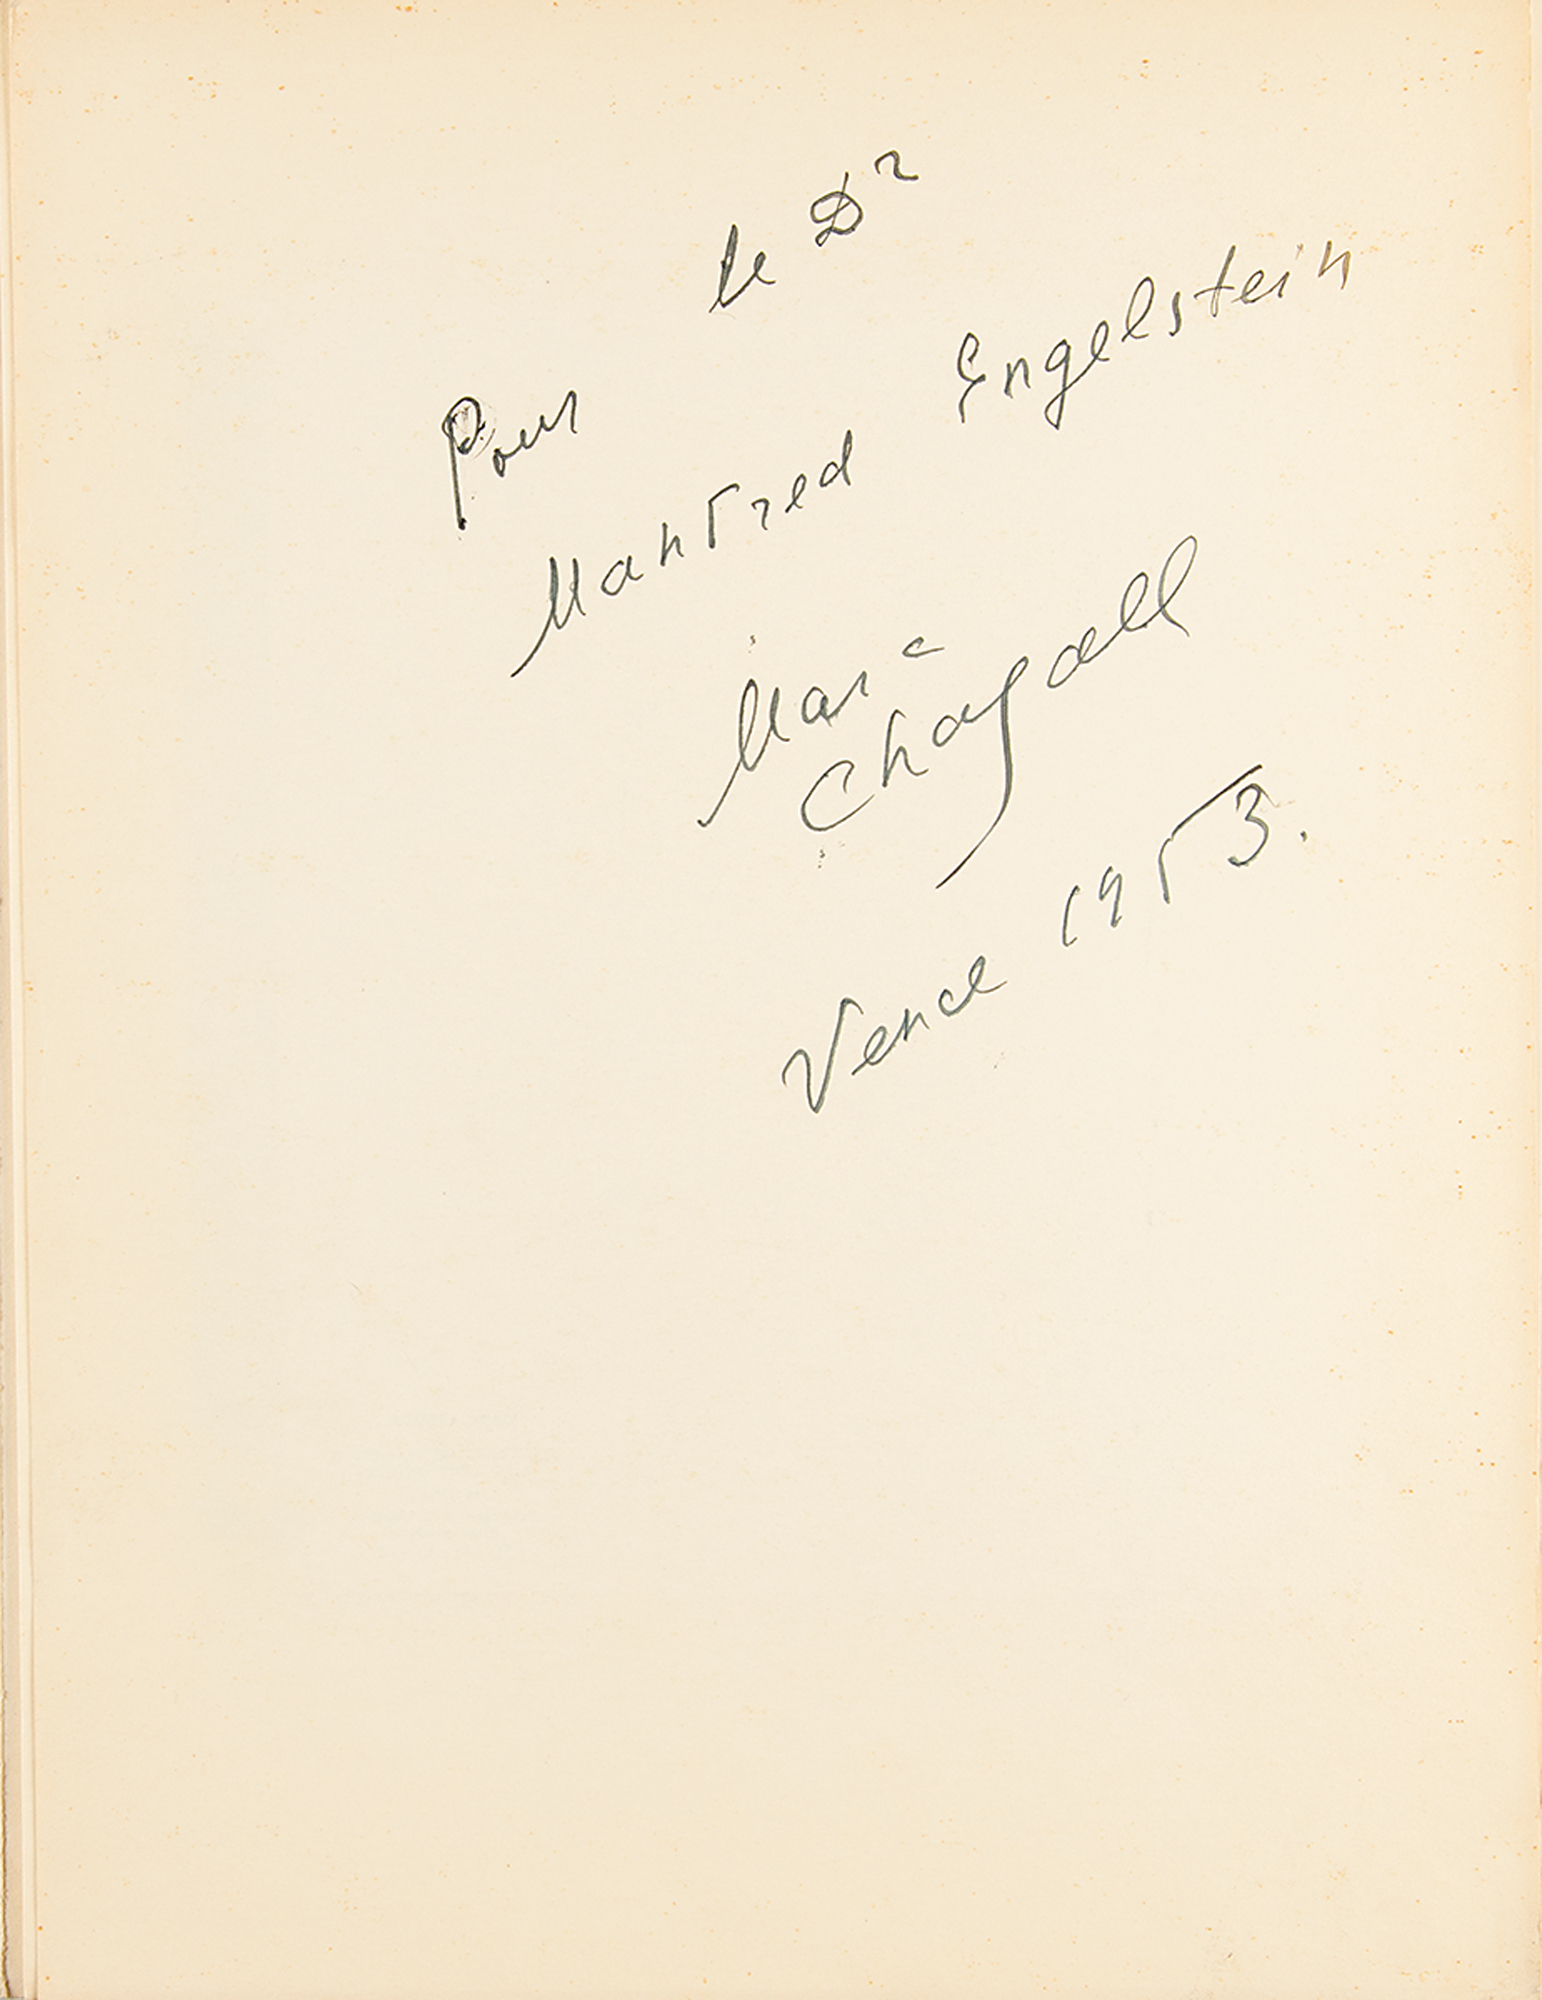 Pour le Dr
Manfred Engelstein
Marc
Chagall
Vence 1953.